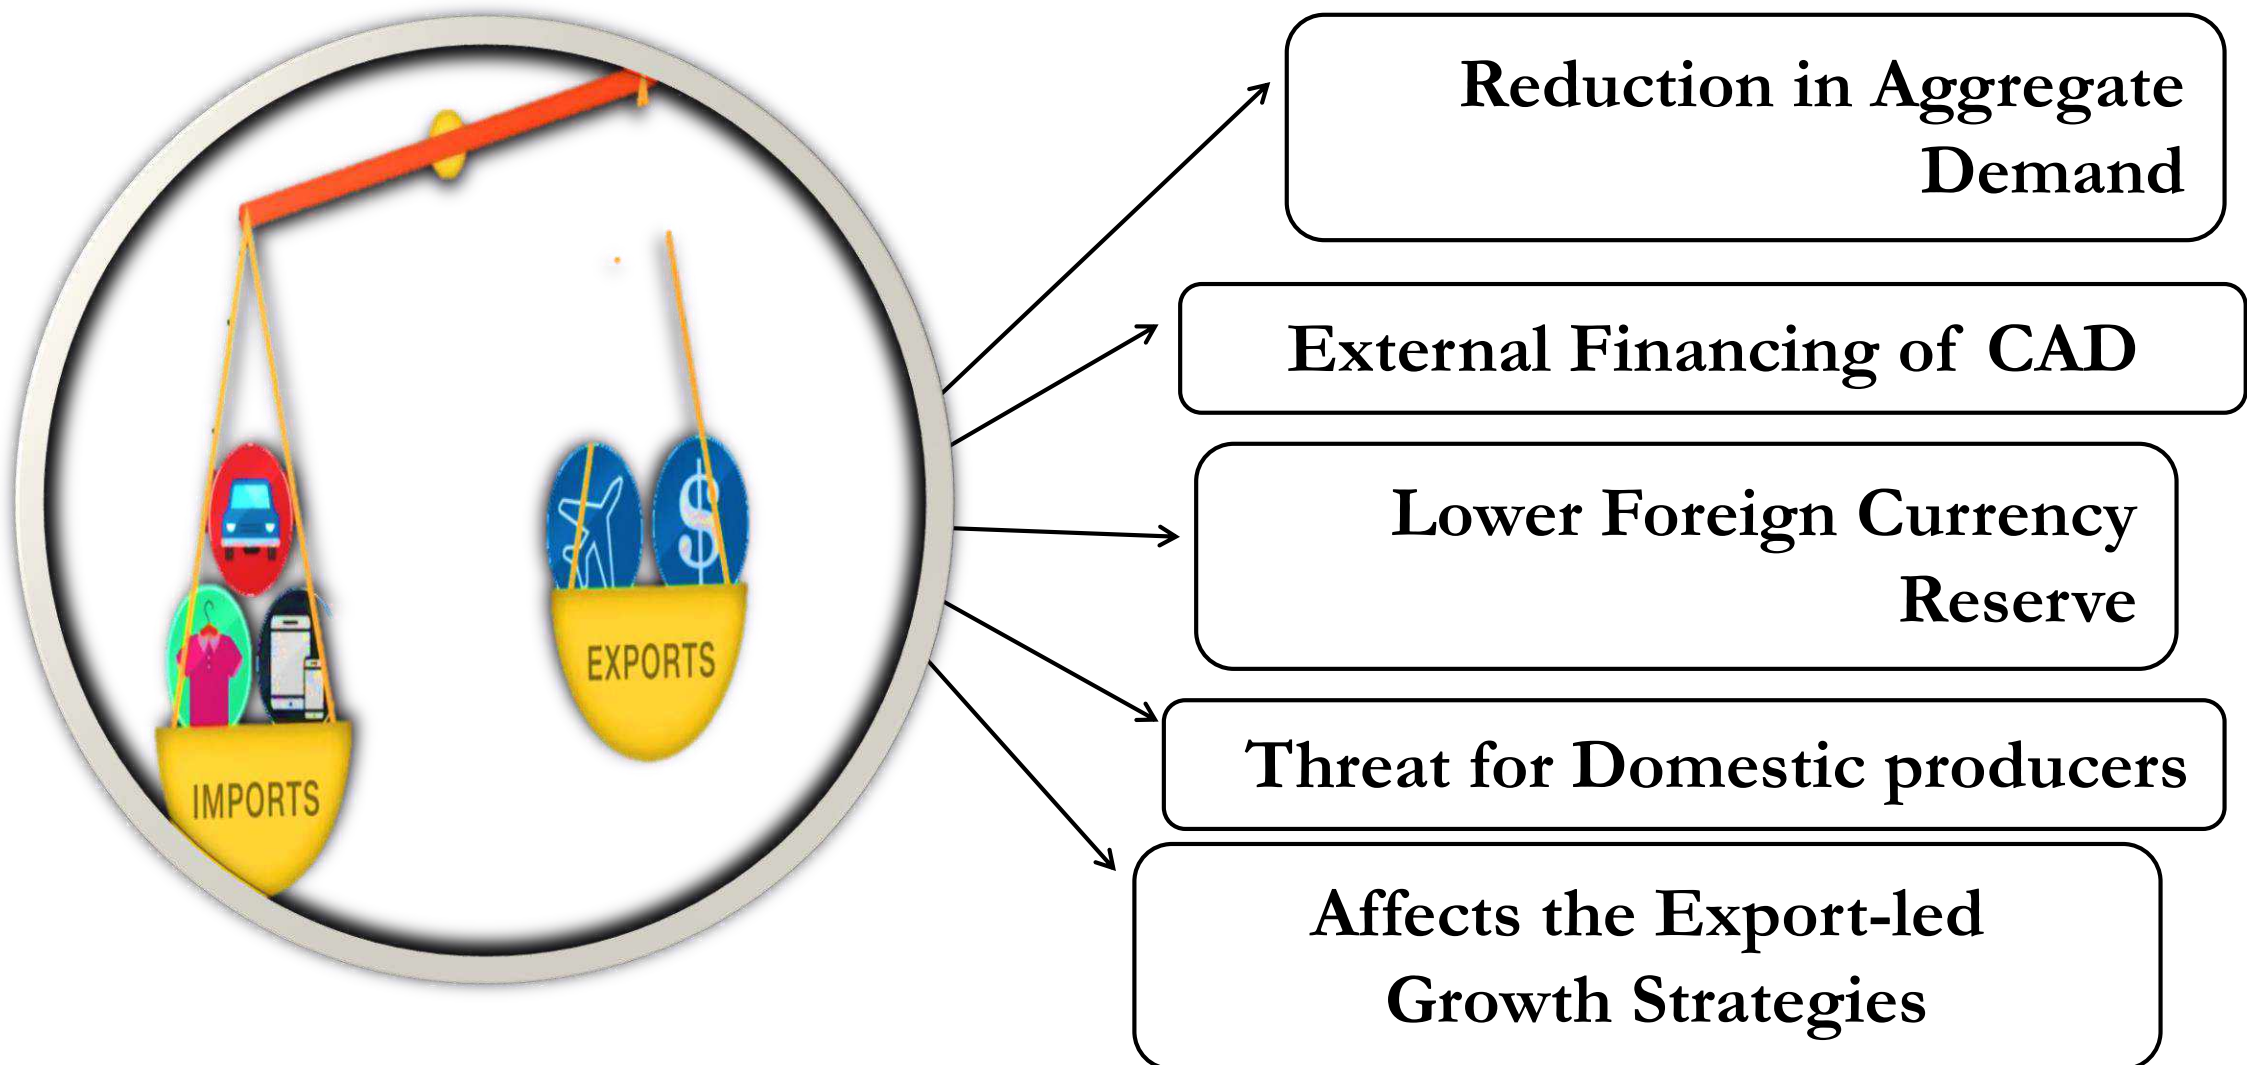 IMPORTS
EXPORTS
$
Reduction in Aggregate
Demand
External Financing of CAD
Lower Foreign Currency
Reserve
Threat for Domestic producers
Affects the Export-led
Growth Strategies